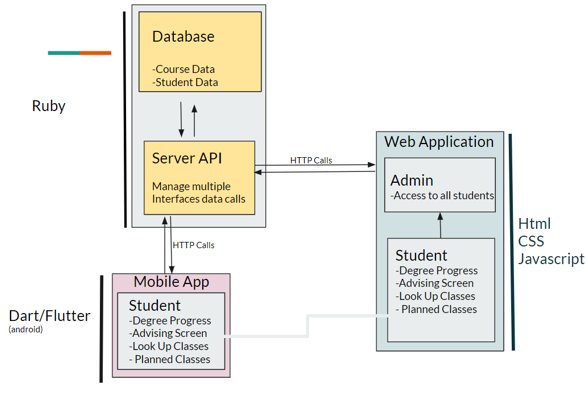 Database
-Course Data
-Student Data
Ruby
Server API
Manage multiple
Interfaces data calls
HTTP Calls
Web Application
Admin
-Access to all students
Student
-Degree Progress
-Advising Screen
-Look Up Classes
- Planned Classes
Html
CSS
Javascript
HTTP Calls
Mobile App
Student
-Degree Progress
-Advising Screen
-Look Up Classes
- Planned Classes
Dart/Flutter
(android)